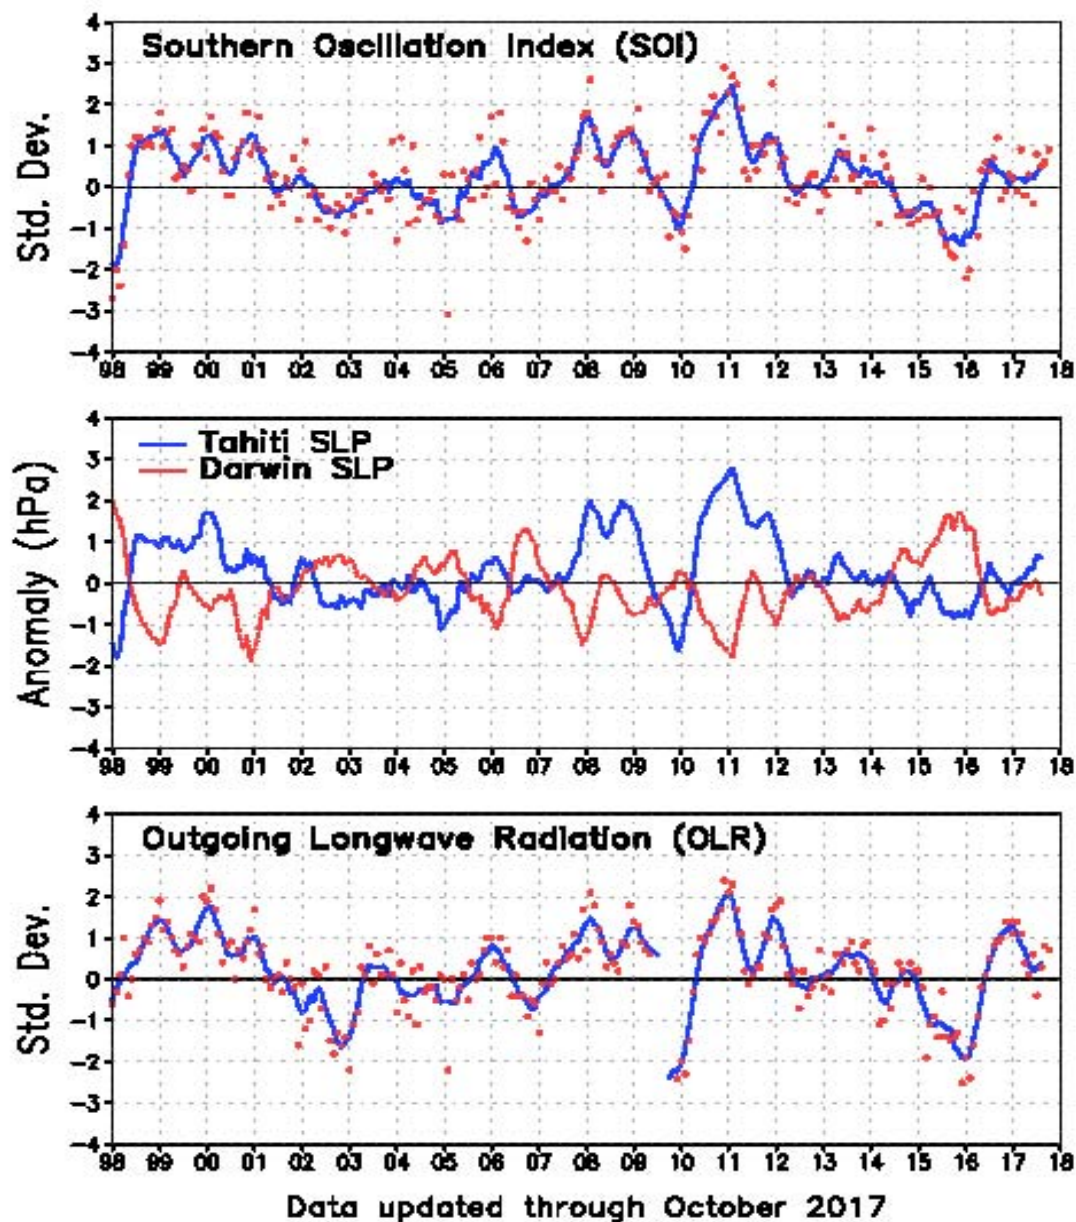 Southern Oscillation Index (SOI)
Std. Dev.
4
3
2
1
0
-1
-2
-3
-4
98 99 00 01 02 03 04 05 06 07 08 09 10 11 12 13 14 15 16 17 18
Tahiti SLP
Darwin SLP
Anomaly (hPa)
4
3
2
1
0
-1
-2
-3
-4
98 99 00 01 02 03 04 05 06 07 08 09 10 11 12 13 14 15 16 17 18
Outgoing Longwave Radiation (OLR)
Std. Dev.
4
3
2
1
0
-1
-2
-3
-4
98 99 00 01 02 03 04 05 06 07 08 09 10 11 12 13 14 15 16 17 18
Data updated through October 2017